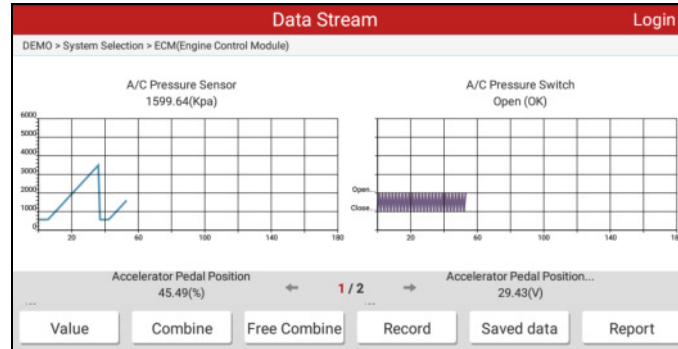 Data Stream
Login
DEMO > System Selection > ECM(Engine Control Module)
A/C Pressure Sensor
1599.64(Kpa)
6000
5000
4000
3000
2000
1000
0
20 60 100 140 180
A/C Pressure Switch
Open (OK)
Open...
Close...
20 60 100 140
Accelerator Pedal Position
45.49(%)
1 / 2
Accelerator Pedal Position...
29.43(V)
Value
Combine
Free Combine
Record
Saved data
Report